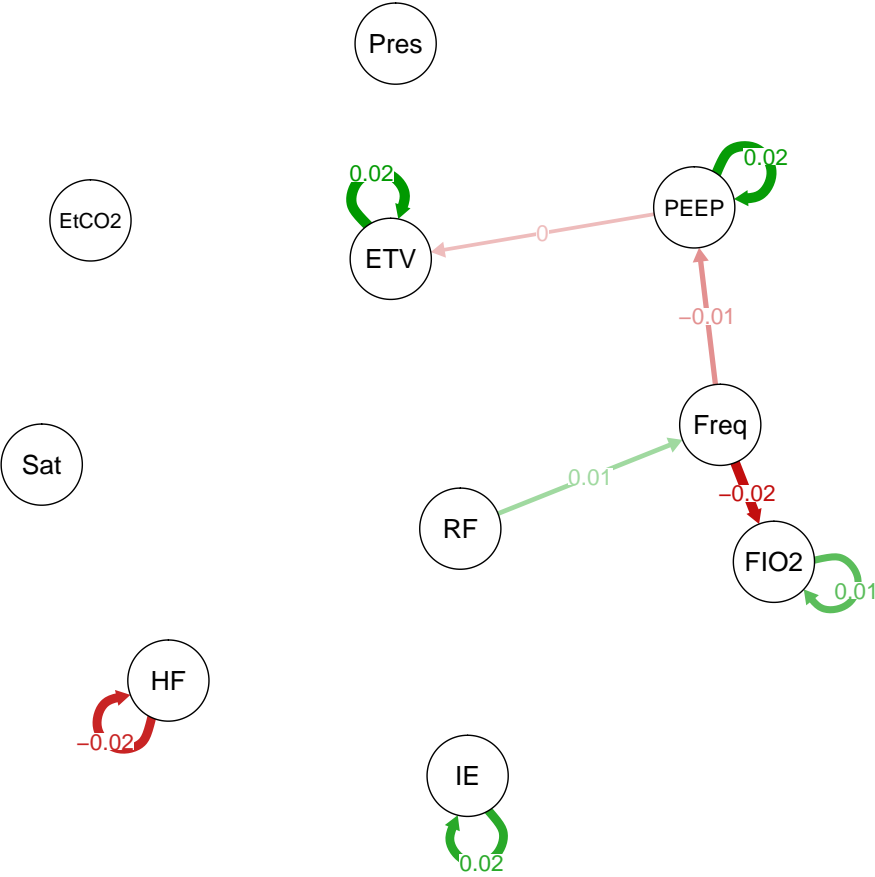 Pres
0.02
0.02
PEEP
EtCO2
0
ETV
−0.01
Freq
Sat
0.01
−0.02
RF
FIO2
0.01
HF
−0.02
IE
0.02